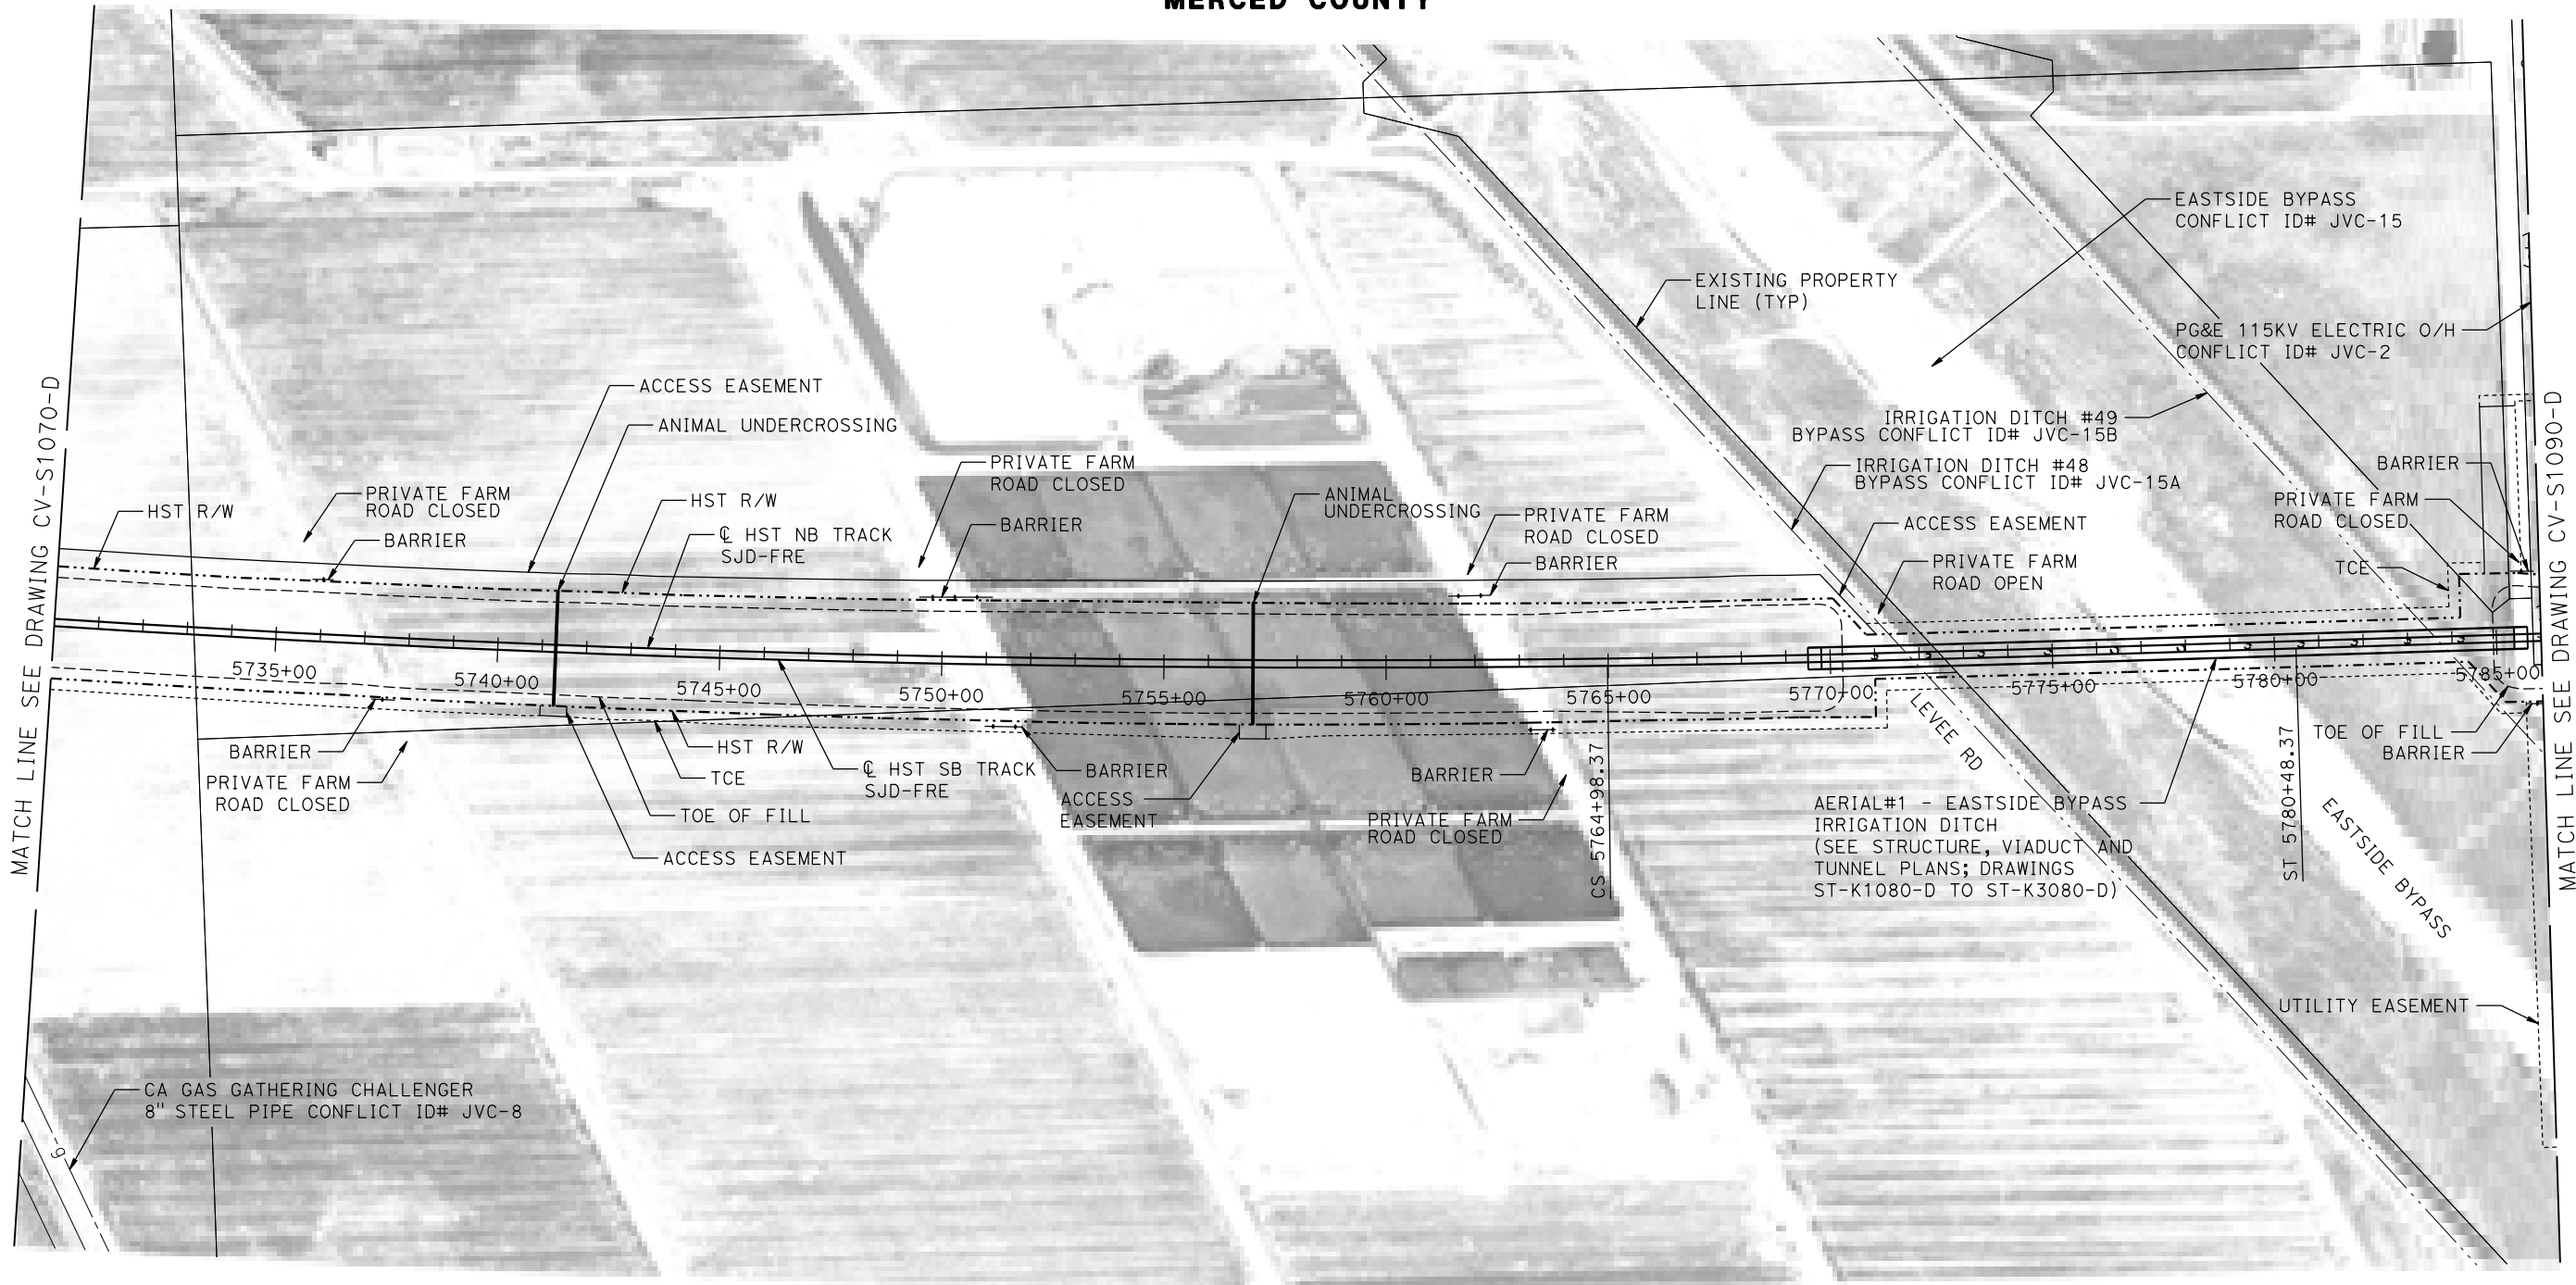 MERCED COUNTY
MATCH LINE SEE DRAWING CV-S1070-D
EASTSIDE BYPASS
CONFLICT ID# JVC-15
EXISTING PROPERTY
LINE (TYP)
PG&E 115KV ELECTRIC O/H
CONFLICT ID# JVC-2
ACCESS EASEMENT
ANIMAL UNDERCROSSING
IRRIGATION DITCH #49
BYPASS CONFLICT ID# JVC-15B
IRRIGATION DITCH #48
BYPASS CONFLICT ID# JVC-15A
PRIVATE FARM
ROAD CLOSED
BARRIER
HST R/W
PRIVATE FARM
ROAD CLOSED
BARRIER
HST R/W
℄ HST NB TRACK
SJD-FRE
PRIVATE FARM
ROAD CLOSED
BARRIER
ANIMAL
UNDERCROSSING
PRIVATE FARM
ROAD CLOSED
BARRIER
ACCESS EASEMENT
PRIVATE FARM
ROAD OPEN
BARRIER
PRIVATE FARM
ROAD CLOSED
TCE
5735+00
5740+00
5745+00
5750+00
5755+00
5760+00
5765+00
5770+00
5775+00
5780+00
5785+00
BARRIER
PRIVATE FARM
ROAD CLOSED
HST R/W
TCE
TOE OF FILL
ACCESS EASEMENT
℄ HST SB TRACK
SJD-FRE
BARRIER
ACCESS
EASEMENT
BARRIER
PRIVATE FARM
ROAD CLOSED
CS 5764+98.37
LEVEE RD
AERIAL#1 - EASTSIDE BYPASS
IRRIGATION DITCH
(SEE STRUCTURE, VIADUCT AND
TUNNEL PLANS; DRAWINGS
ST-K1080-D TO ST-K3080-D)
ST 5780+48.37
TOE OF FILL
BARRIER
EASTSIDE BYPASS
UTILITY EASEMENT
CA GAS GATHERING CHALLENGER
8" STEEL PIPE CONFLICT ID# JVC-8
g
MATCH LINE SEE DRAWING CV-S1090-D